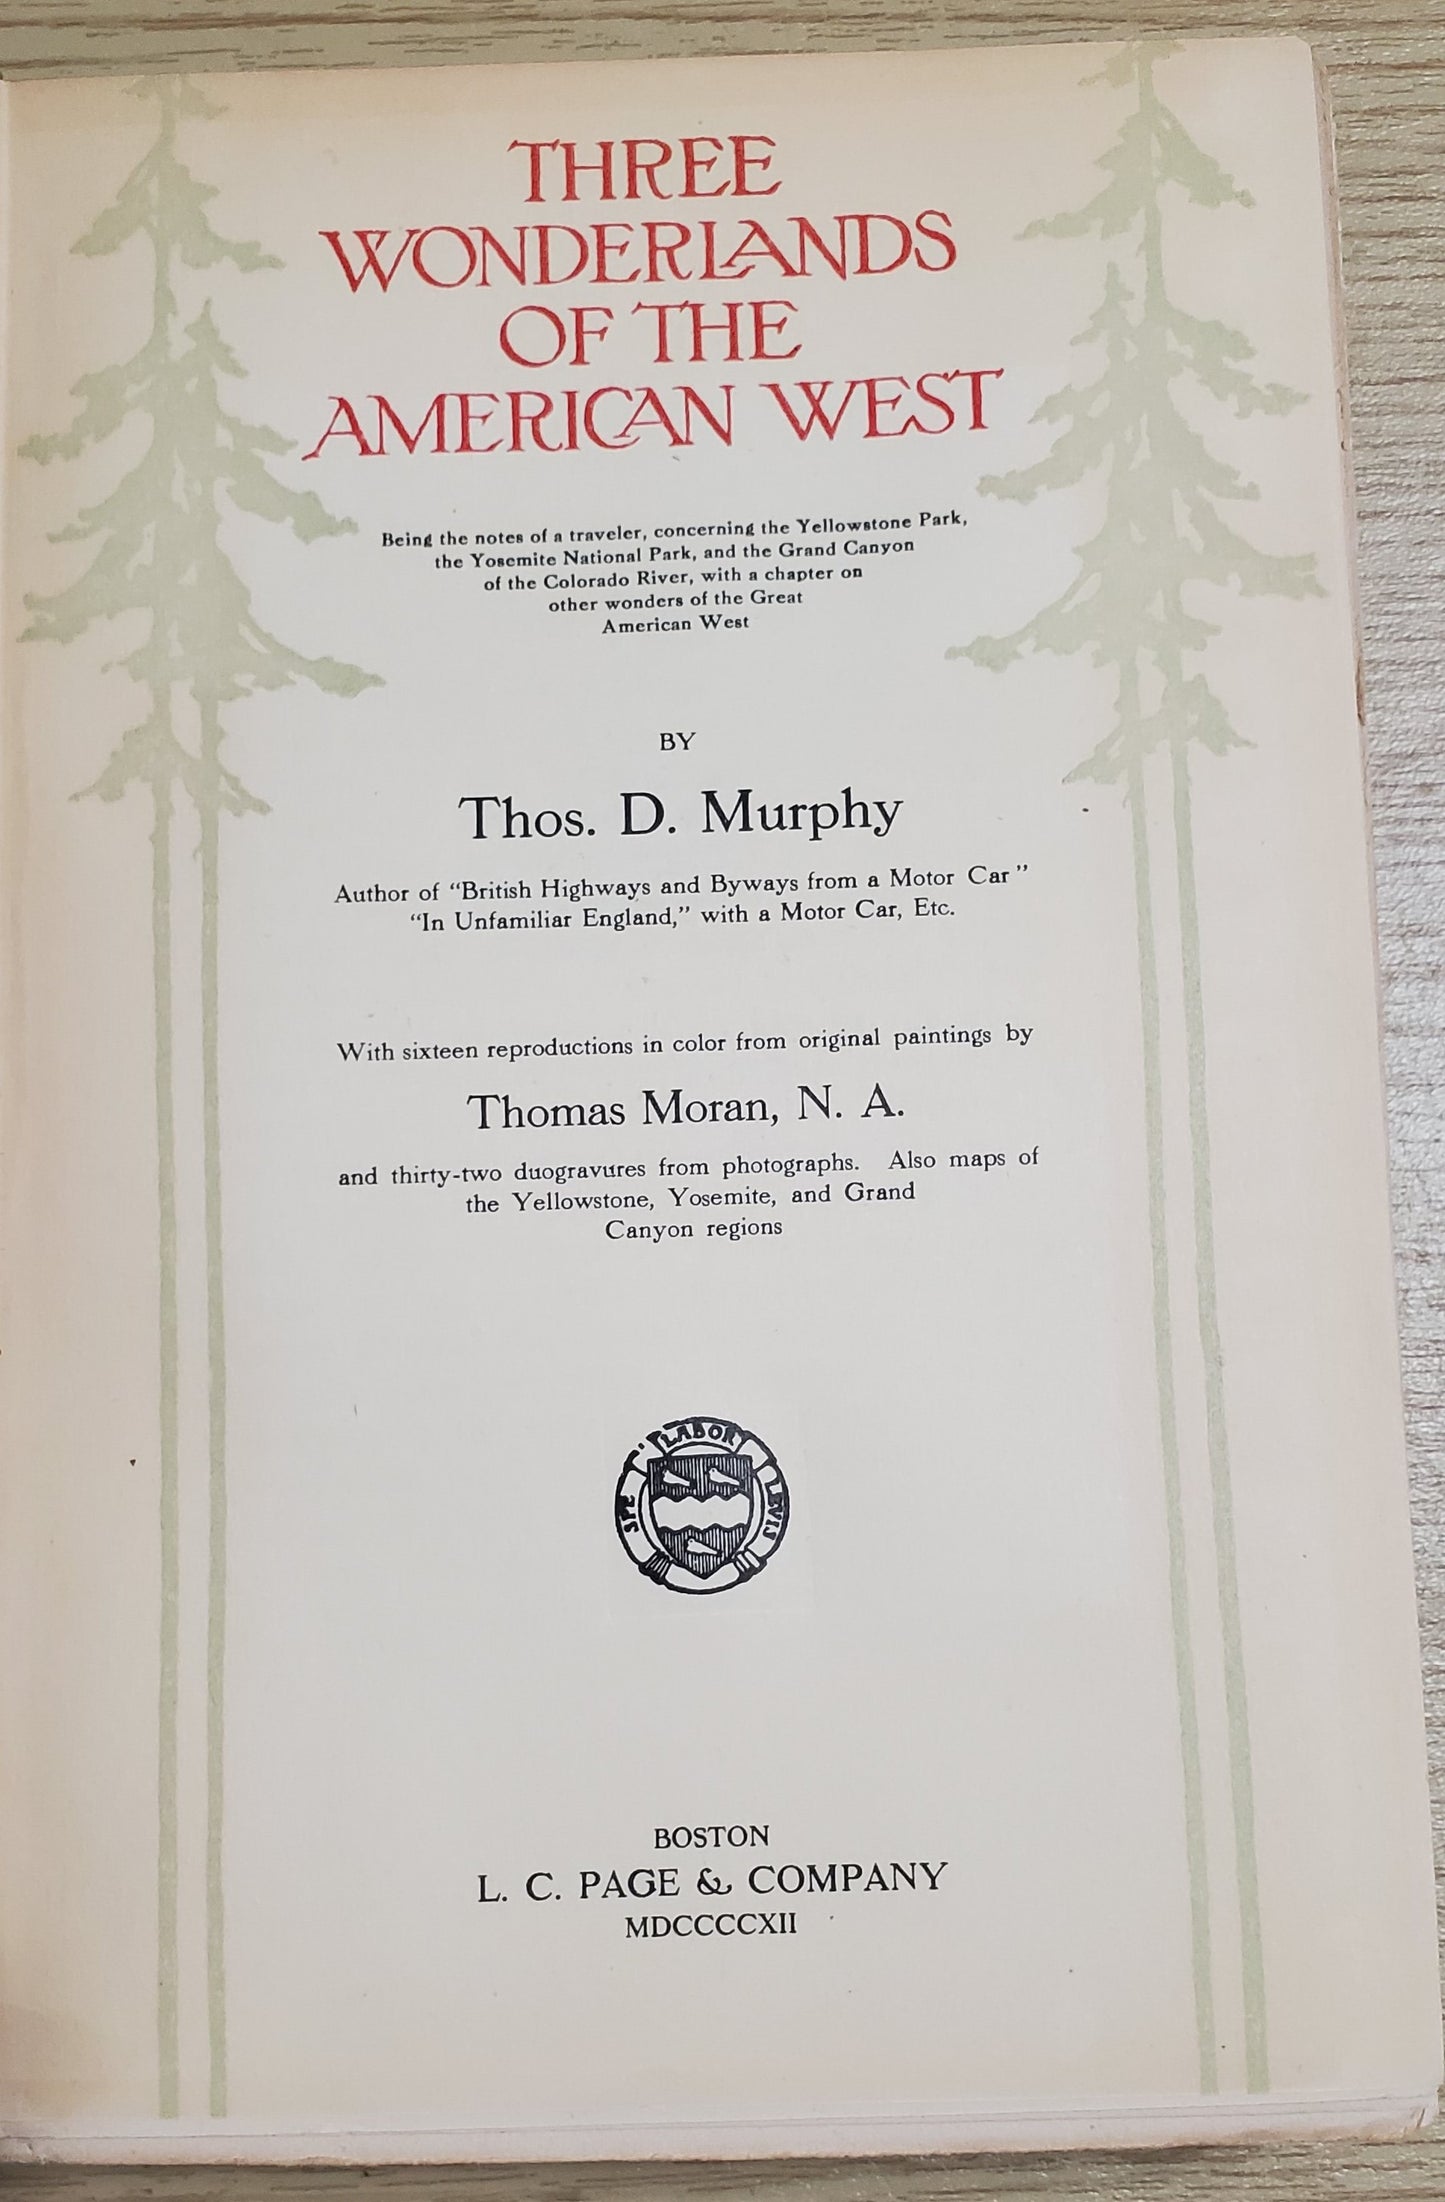 THREE
WONDERLANDS
OF THE
AMERICAN WEST
Being the notes of a traveler, concerning the Yellowstone Park,
the Yosemite National Park, and the Grand Canyon
of the Colorado River, with a chapter on
other wonders of the Great
American West
BY
Thos. D. Murphy
Author of “British Highways and Byways from a Motor Car”
“In Unfamiliar England,” with a Motor Car, Etc.
With sixteen reproductions in color from original paintings by
Thomas Moran, N. A.
and thirty-two duogravures from photographs. Also maps of
the Yellowstone, Yosemite, and Grand
Canyon regions
SPE LABOR LEVIS
BOSTON
L. C. PAGE & COMPANY
MDCCCCXII